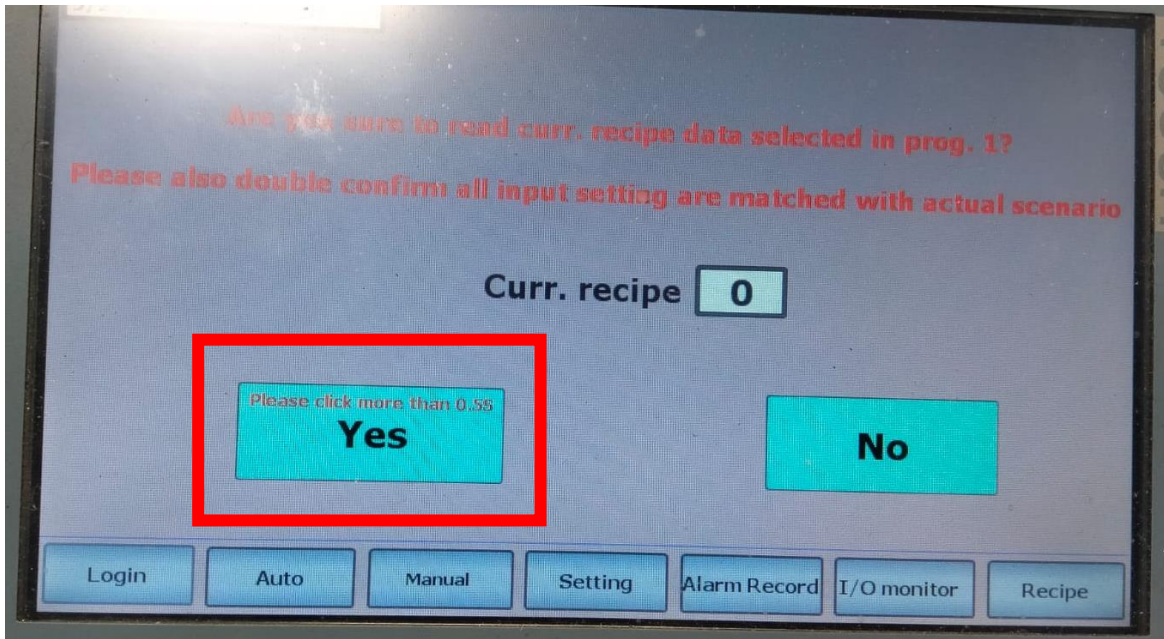 Are you sure to read curr. recipe data selected in prog. 1?
Please also double confirm all input setting are matched with actual scenario
Curr. recipe 0
Please click more than 0.5S
Yes
No
Login
Auto
Manual
Setting
Alarm Record
I/O monitor
Recipe